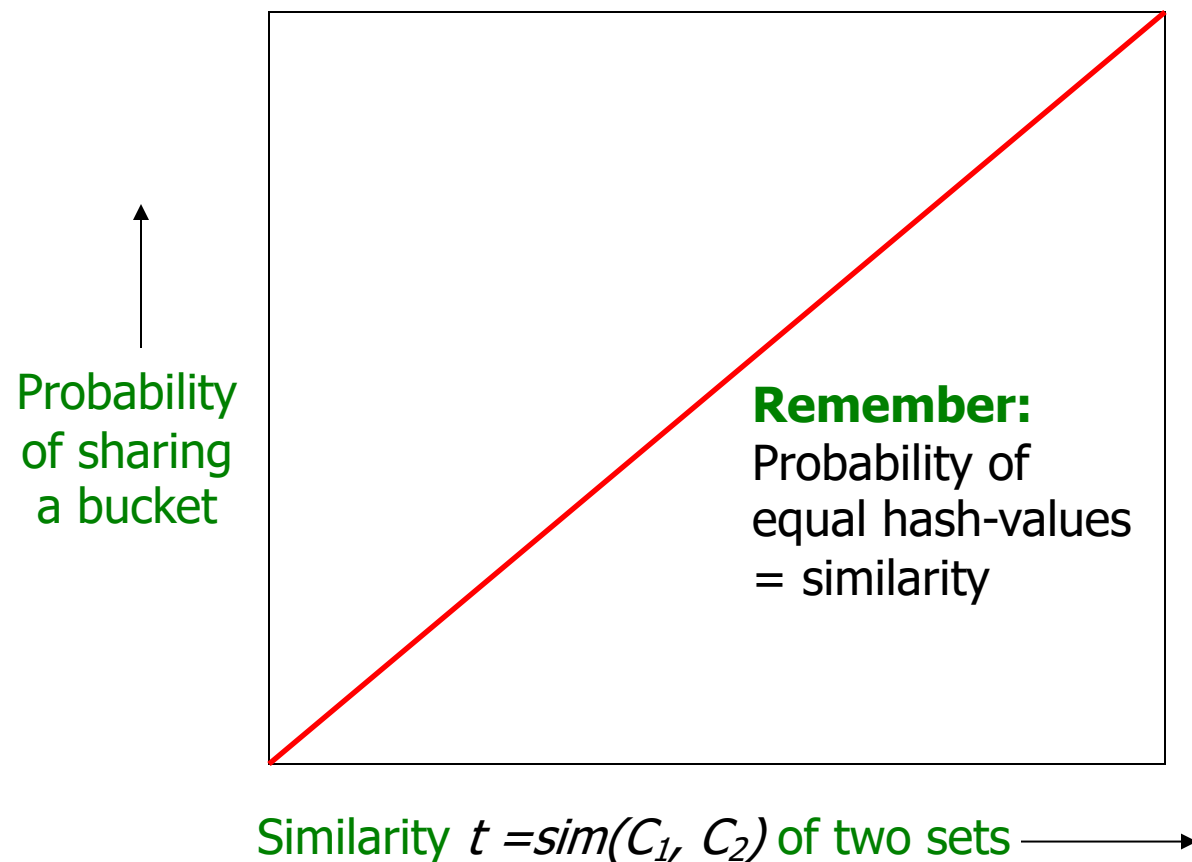 Probability
of sharing
a bucket
Remember:
Probability of
equal hash-values
= similarity
Similarity t =sim(C₁, C₂) of two sets